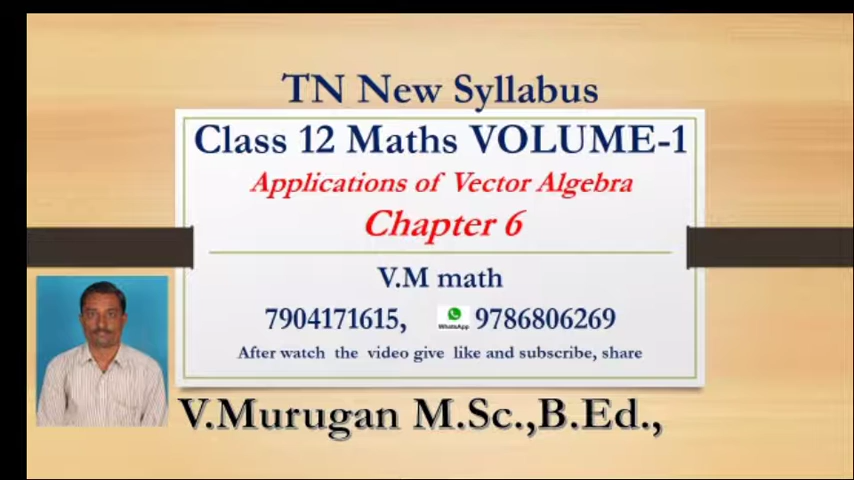 TN New Syllabus
Class 12 Maths VOLUME-1
Applications of Vector Algebra
Chapter 6
V.M math
7904171615, WhatsApp 9786806269
After watch the video give like and subscribe, share
V.Murugan M.Sc.,B.Ed.,